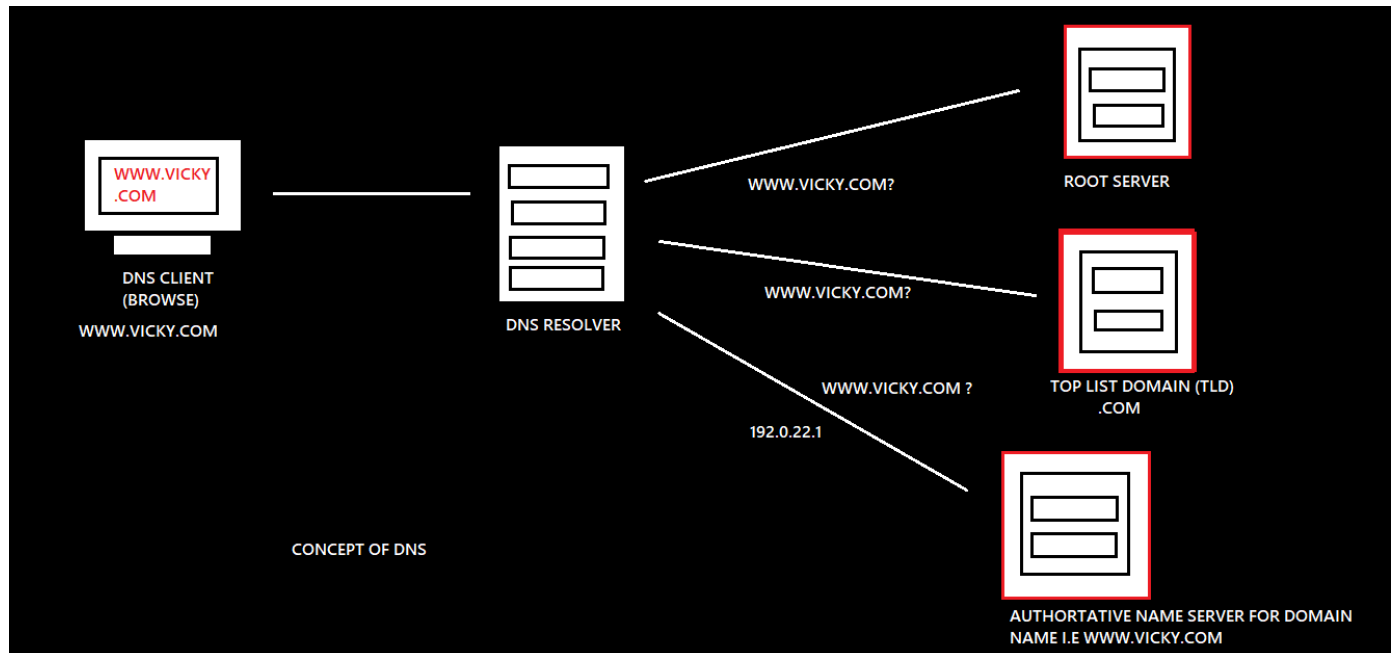 WWW.VICKY
.COM
DNS CLIENT
(BROWSE)
WWW.VICKY.COM
DNS RESOLVER
WWW.VICKY.COM?
ROOT SERVER
WWW.VICKY.COM?
TOP LIST DOMAIN (TLD)
.COM
WWW.VICKY.COM ?
192.0.22.1
AUTHORTATIVE NAME SERVER FOR DOMAIN
NAME I.E WWW.VICKY.COM
CONCEPT OF DNS